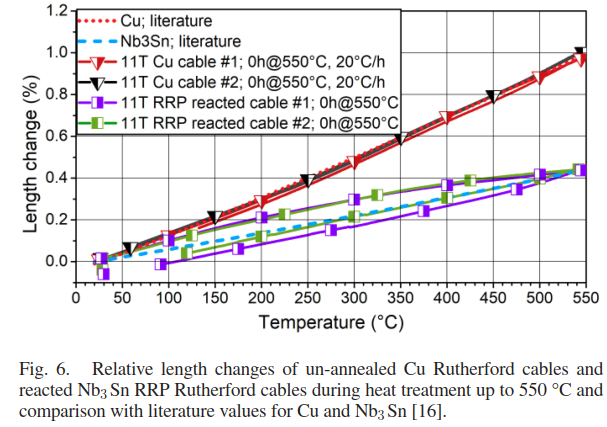 1.2
1.0
0.8
0.6
0.4
0.2
0.0
Length change (%)
Cu; literature
Nb3Sn; literature
11T Cu cable #1; 0h@550°C, 20°C/h
11T Cu cable #2; 0h@550°C, 20°C/h
11T RRP reacted cable #1; 0h@550°C
11T RRP reacted cable #2; 0h@550°C
0 50 100 150 200 250 300 350 400 450 500 550
Temperature (°C)
Fig. 6. Relative length changes of un-annealed Cu Rutherford cables and
reacted Nb3Sn RRP Rutherford cables during heat treatment up to 550 °C and
comparison with literature values for Cu and Nb3Sn [16].